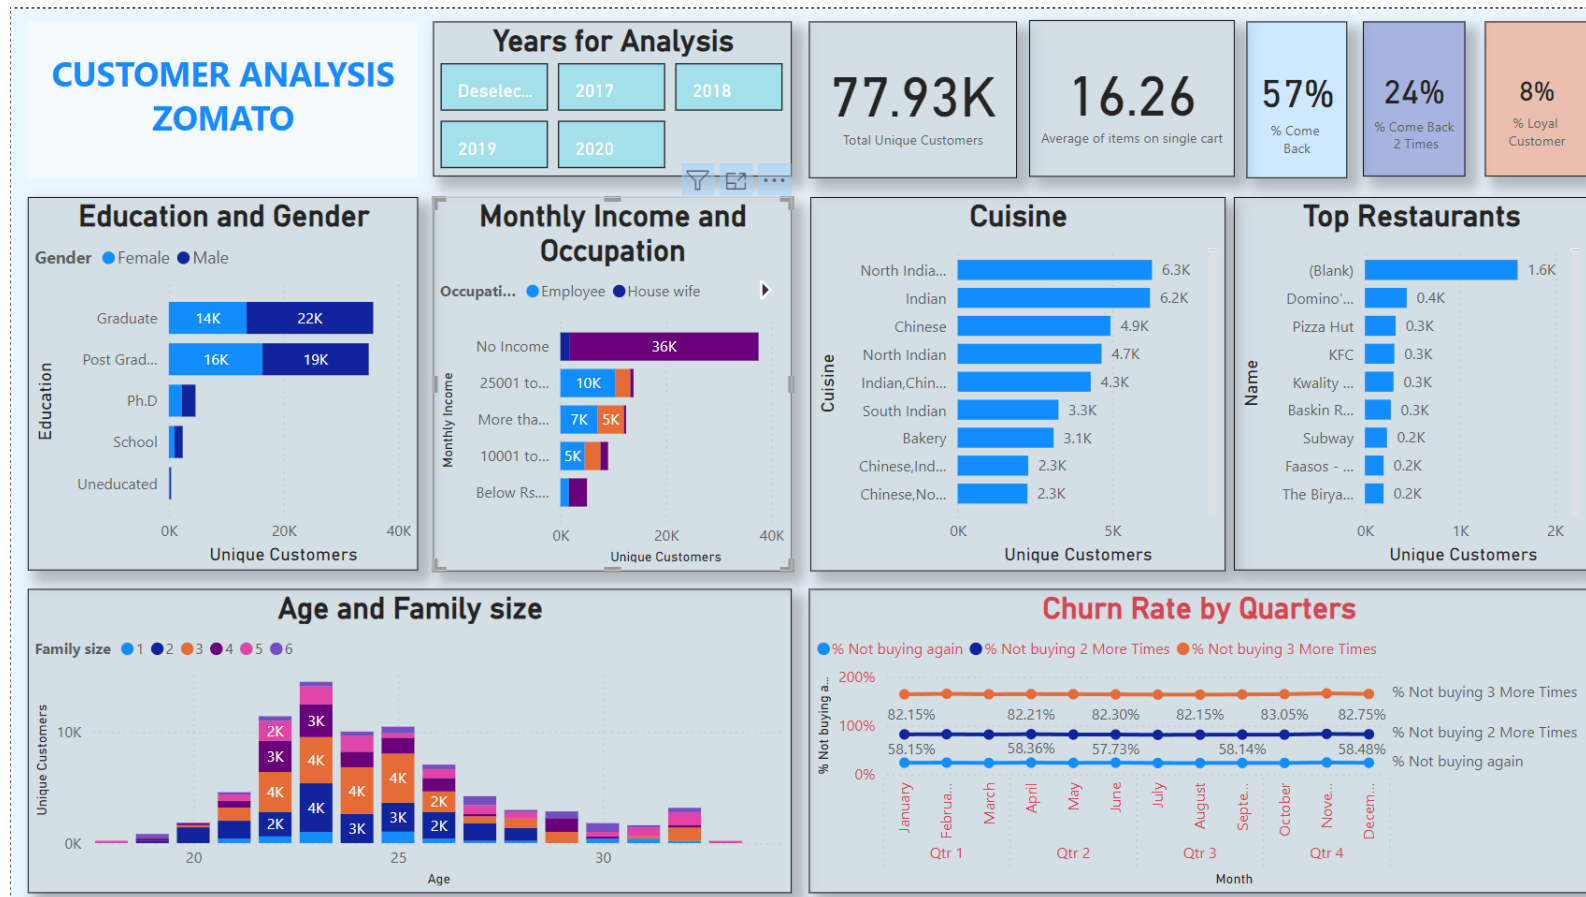 CUSTOMER ANALYSIS
ZOMATO
Years for Analysis
Deselec...
2017
2018
2019
2020
77.93K
Total Unique Customers
16.26
Average of items on single cart
57%
% Come
Back
24%
% Come Back
2 Times
8%
% Loyal
Customer
Education and Gender
Gender Female Male
Education
Graduate 14K 22K
Post Grad... 16K 19K
Ph.D
School
Uneducated
0K 20K 40K
Unique Customers
Monthly Income and
Occupation
Occupati... Employee House wife
Monthly Income
No Income 36K
25001 to... 10K
More tha... 7K 5K
10001 to... 5K
Below Rs....
0K 20K 40K
Unique Customers
Cuisine
Cuisine
North India... 6.3K
Indian 6.2K
Chinese 4.9K
North Indian 4.7K
Indian,Chin... 4.3K
South Indian 3.3K
Bakery 3.1K
Chinese,Ind... 2.3K
Chinese,No... 2.3K
0K 5K
Unique Customers
Top Restaurants
Name
(Blank) 1.6K
Domino'... 0.4K
Pizza Hut 0.3K
KFC 0.3K
Kwality ... 0.3K
Baskin R... 0.3K
Subway 0.2K
Faasos - ... 0.2K
The Birya... 0.2K
0K 1K 2K
Unique Customers
Age and Family size
Family size 1 2 3 4 5 6
Unique Customers
10K
0K
2K
3K
4K
2K
3K
4K
4K
4K
3K
4K
3K
2K
2K
20 25 30
Age
Churn Rate by Quarters
% Not buying again % Not buying 2 More Times % Not buying 3 More Times
% Not buying a...
200%
100%
0%
% Not buying 3 More Times
82.15% 82.21% 82.30% 82.15% 83.05% 82.75%
% Not buying 2 More Times
58.15% 58.36% 57.73% 58.14% 58.48%
% Not buying again
January
Februa...
March
April
May
June
July
August
Septe...
October
Nove...
Decem...
Qtr 1 Qtr 2 Qtr 3 Qtr 4
Month